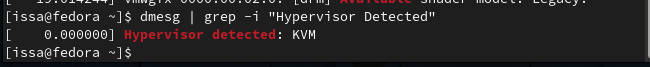 [issa@fedora ~]$ dmesg | grep -i "Hypervisor Detected"
[    0.000000] Hypervisor detected: KVM
[issa@fedora ~]$